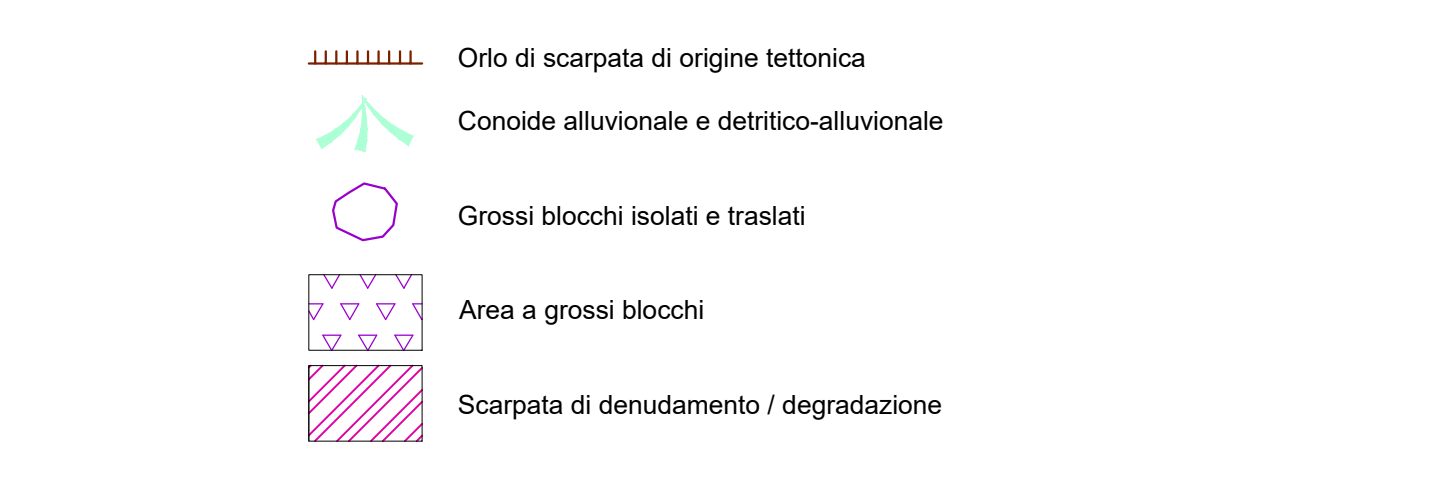 Orlo di scarpata di origine tettonica
Conoide alluvionale e detritico-alluvionale
Grossi blocchi isolati e traslati
Area a grossi blocchi
Scarpata di denudamento / degradazione